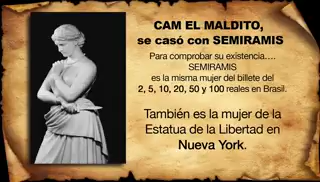 CAM EL MALDITO,
se casó con SEMIRAMIS
Para comprobar su existencia....
SEMIRAMIS
es la misma mujer del billete del
2, 5, 10, 20, 50 y 100 reales en Brasil.
También es la mujer de la
Estatua de la Libertad en
Nueva York.